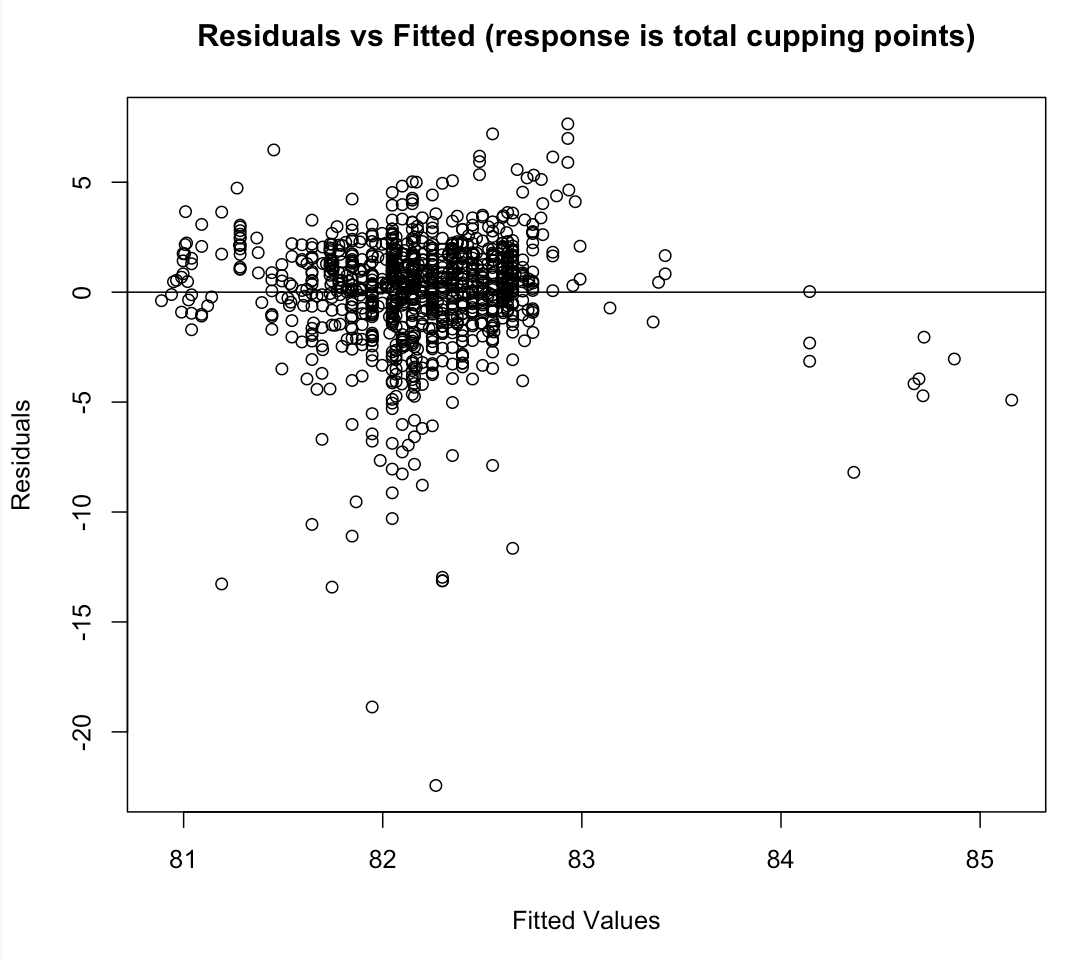 Residuals vs Fitted (response is total cupping points)
5
0
-5
-10
-15
-20
Residuals
81 82 83 84 85
Fitted Values